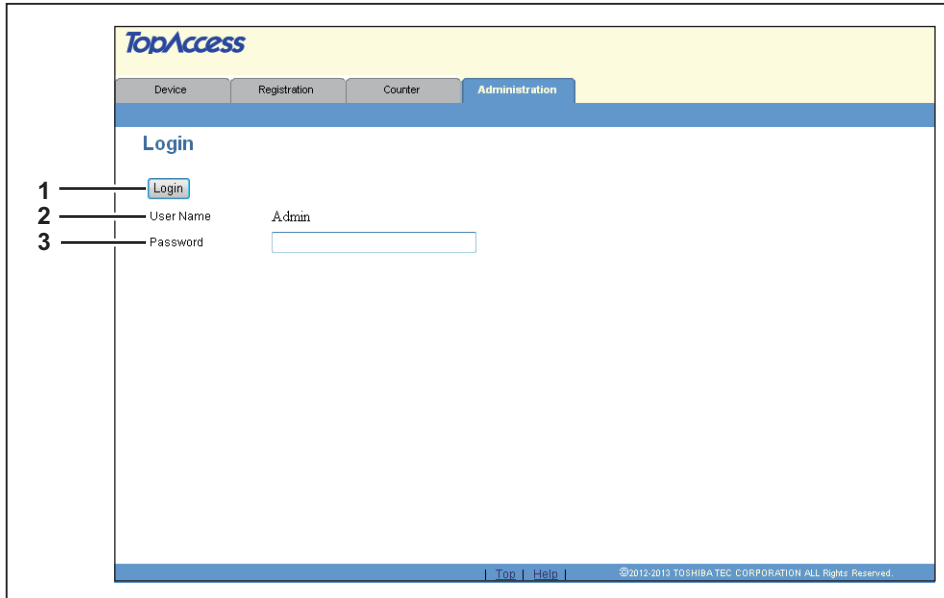 TopAccess
Device Registration Counter Administration
Login
1 Login
2 User Name Admin
3 Password
| Top | Help | ©2012-2013 TOSHIBA TEC CORPORATION ALL Rights Reserved.